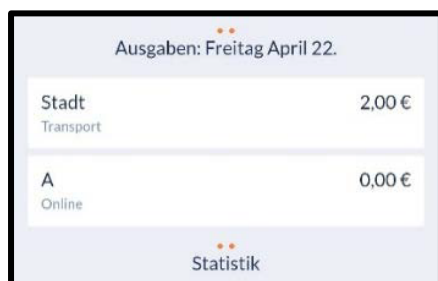 Ausgaben: Freitag April 22.
Stadt 2,00 €
Transport
A 0,00 €
Online
Statistik